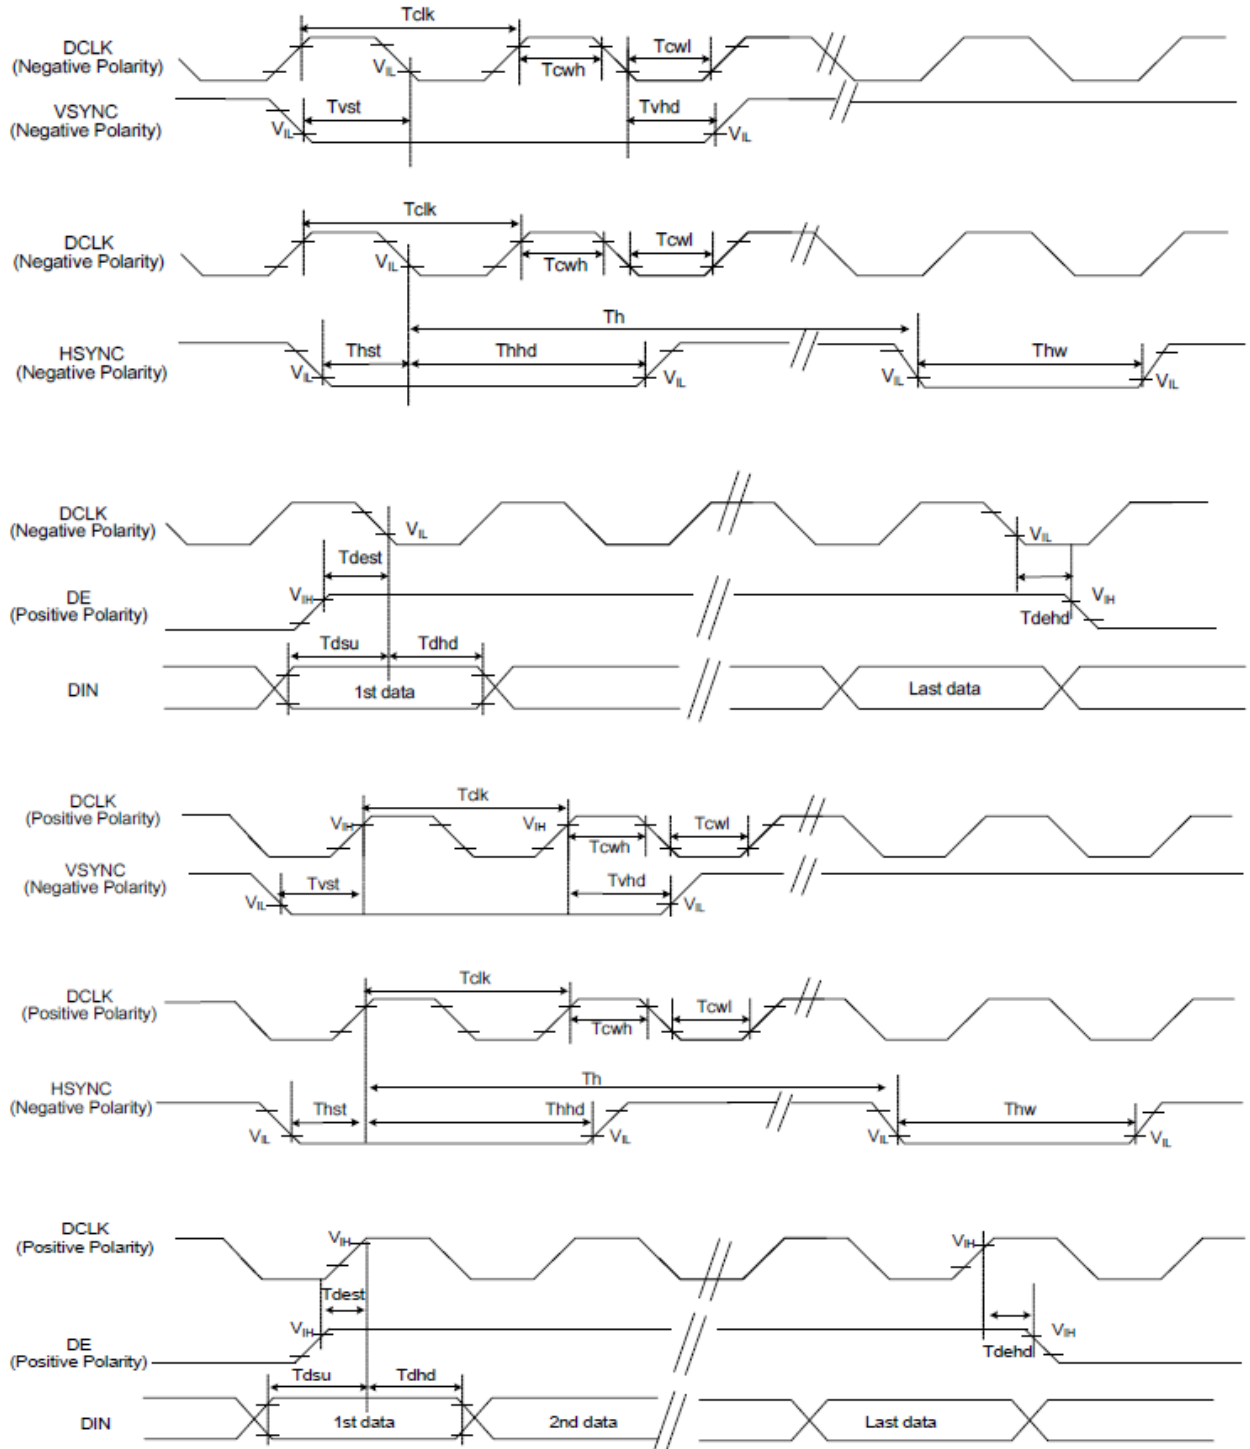 Tclk
DCLK
(Negative Polarity)
VIL
Tcwh
Tcwl
VSYNC
(Negative Polarity)
VIL
Tvst
Tvhd
VIL
Tclk
DCLK
(Negative Polarity)
VIL
Tcwh
Tcwl
Th
HSYNC
(Negative Polarity)
Thst
Thhd
Thw
VIL
VIL
VIL
VIL
DCLK
(Negative Polarity)
VIL
VIL
Tdest
DE
(Positive Polarity)
VIH
VIH
Tdehd
Tdsu
Tdhd
DIN
1st data
Last data
Tclk
DCLK
(Positive Polarity)
VIH
VIH
Tcwh
Tcwl
VSYNC
(Negative Polarity)
Tvst
Tvhd
VIL
VIL
Tclk
DCLK
(Positive Polarity)
Tcwh
Tcwl
Th
HSYNC
(Negative Polarity)
Thst
Thhd
Thw
VIL
VIL
VIL
VIL
DCLK
(Positive Polarity)
VIH
VIH
Tdest
DE
(Positive Polarity)
VIH
VIH
Tdehd
Tdsu
Tdhd
DIN
1st data
2nd data
Last data